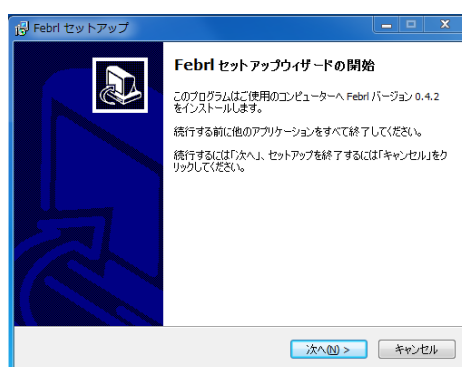 Febrl セットアップ
Febrl セットアップウィザードの開始
このプログラムはご使用のコンピューターへ Febrl バージョン 0.4.2
をインストールします。
続行する前に他のアプリケーションをすべて終了してください。
続行するには「次へ」、セットアップを終了するには「キャンセル」をク
リックしてください。
次へ(N) >
キャンセル